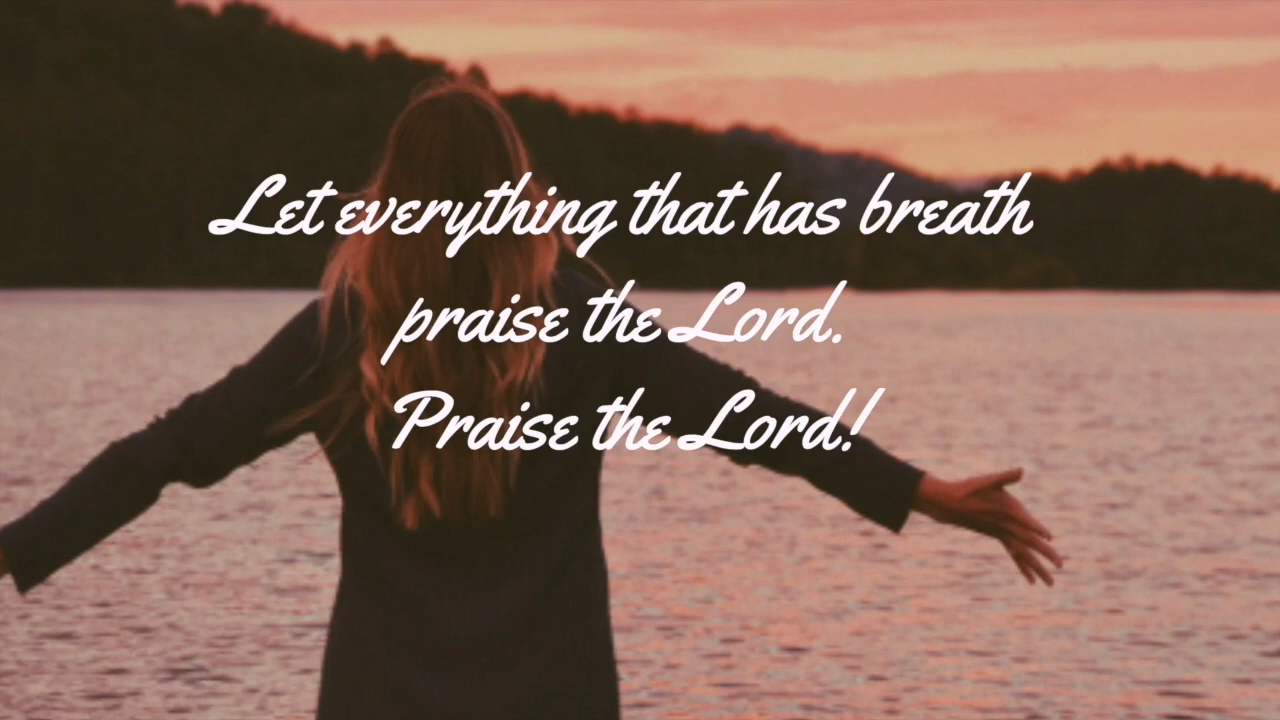 Let everything that has breath
praise the Lord.
Praise the Lord!